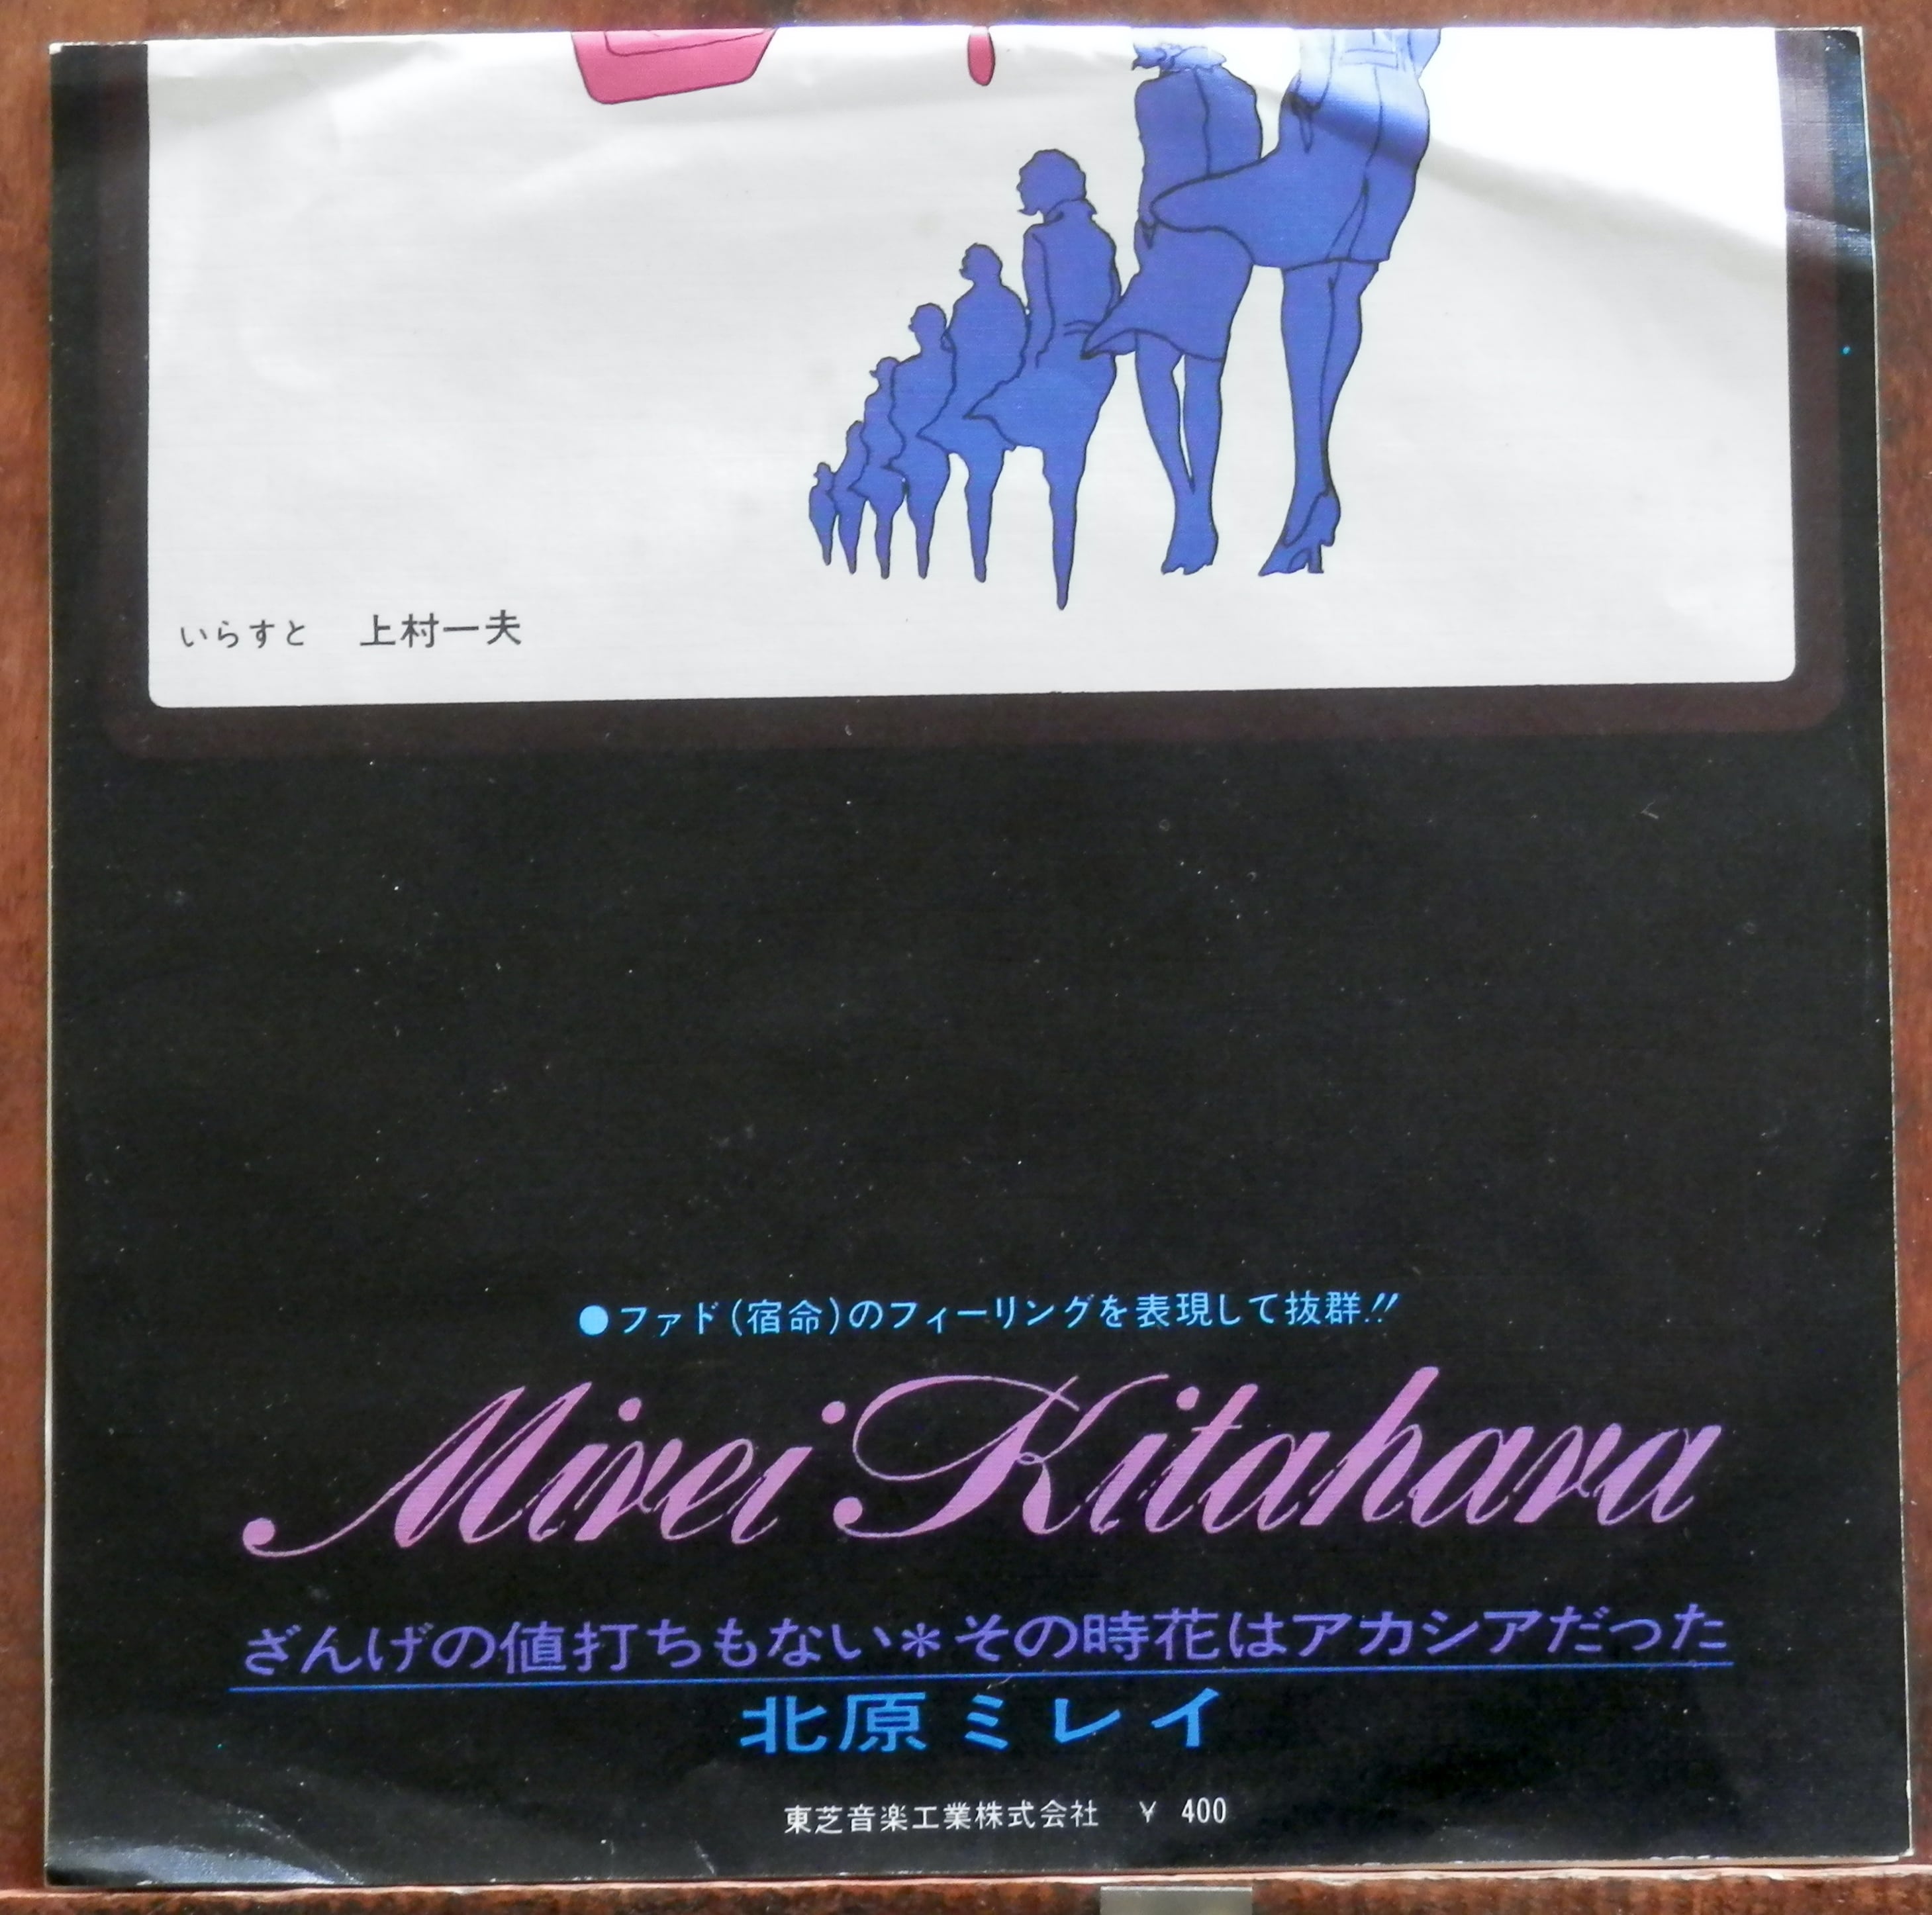 いらすと　上村一夫
●ファド(宿命)のフィーリングを表現して抜群!!
Mirei Kitahara
ざんげの値打ちもない＊その時花はアカシアだった
北原ミレイ
東芝音楽工業株式会社　¥ 400